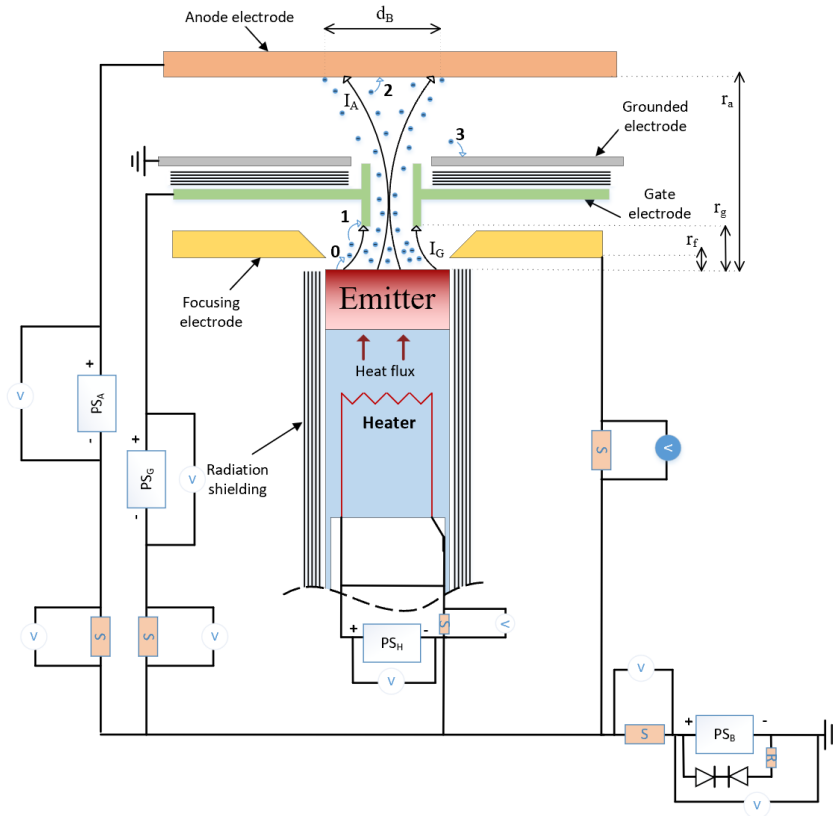 Anode electrode
d_B
I_A
2
3
Grounded
electrode
r_a
1
Gate
electrode
r_g
0
I_G
r_f
Focusing
electrode
Emitter
Heat flux
Heater
Radiation
shielding
+
PS_A
-
V
+
PS_G
-
V
S
V
V
S
S
V
+
PS_H
-
S
V
V
V
S
+
PS_B
-
R
V